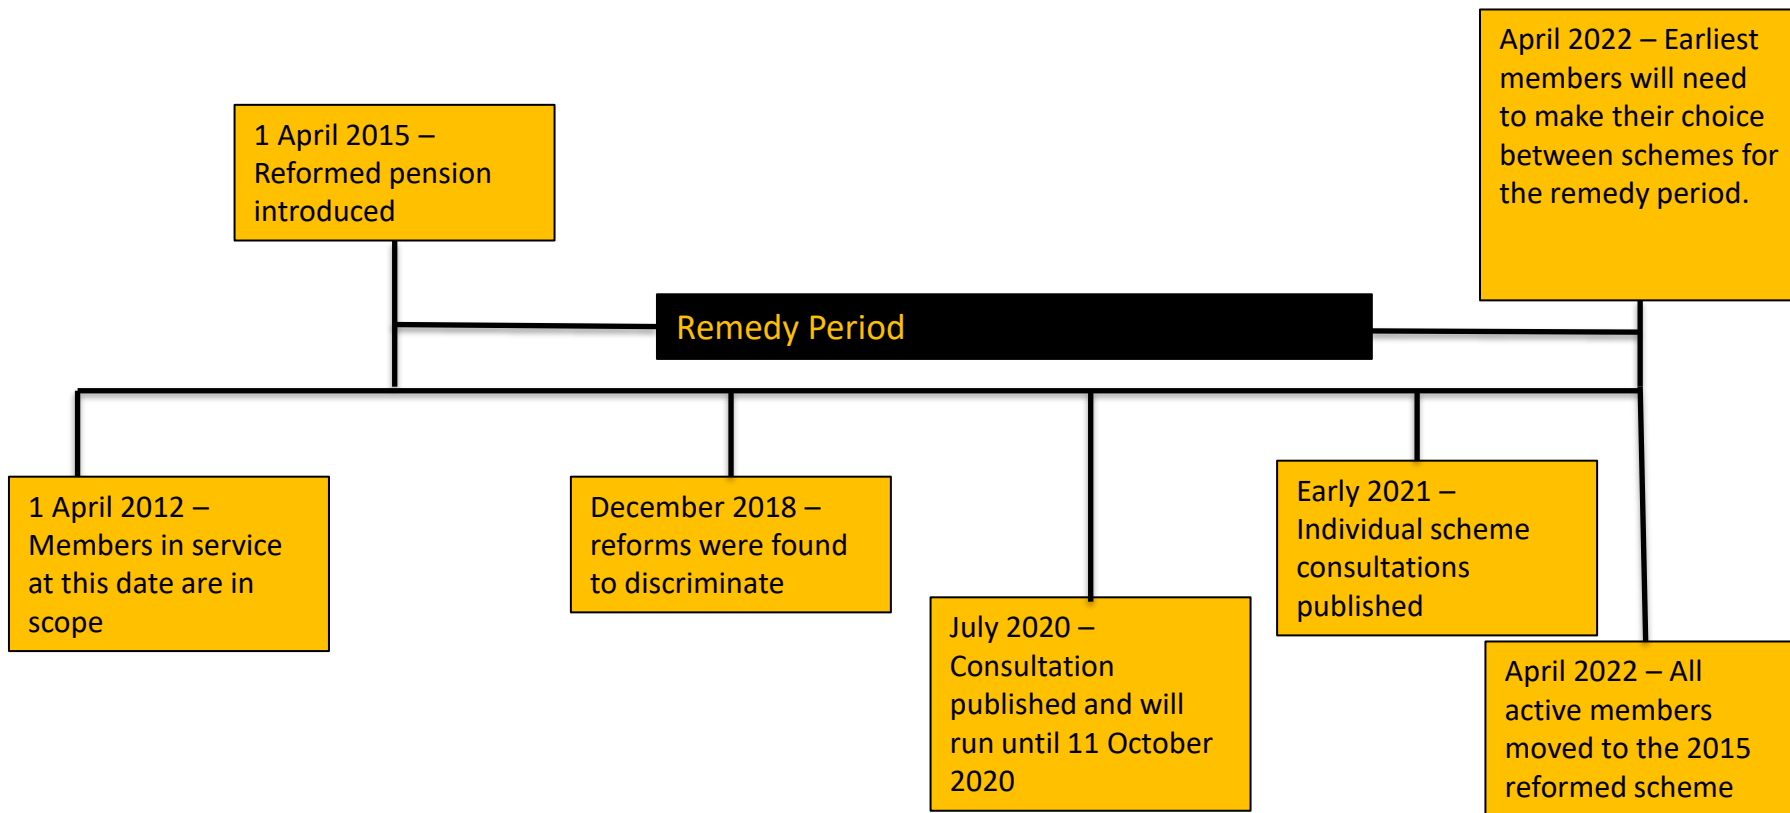 April 2022 – Earliest
members will need
to make their choice
between schemes for
the remedy period.
1 April 2015 –
Reformed pension
introduced
Remedy Period
1 April 2012 –
Members in service
at this date are in
scope
December 2018 –
reforms were found
to discriminate
July 2020 –
Consultation
published and will
run until 11 October
2020
Early 2021 –
Individual scheme
consultations
published
April 2022 – All
active members
moved to the 2015
reformed scheme